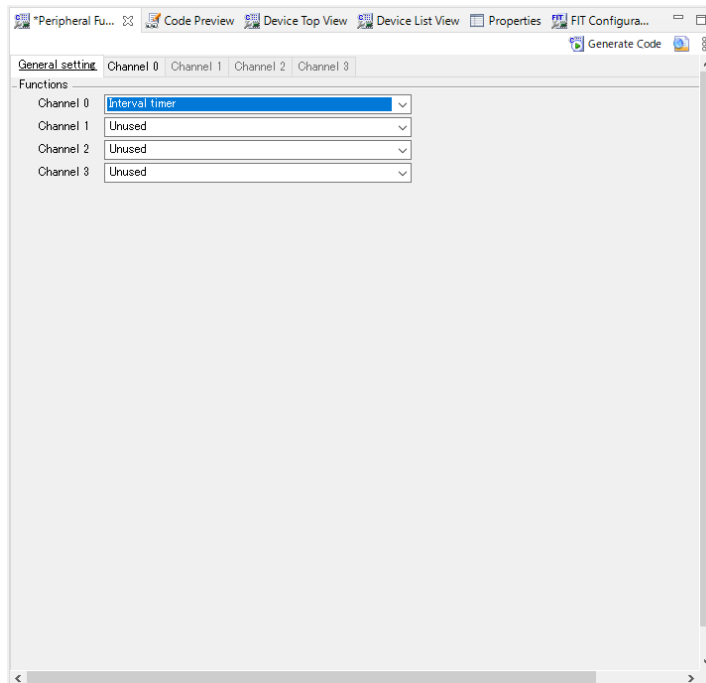 *Peripheral Fu... Code Preview Device Top View Device List View Properties FIT Configura...
Generate Code
General setting Channel 0 Channel 1 Channel 2 Channel 3
Functions
Channel 0 Interval timer
Channel 1 Unused
Channel 2 Unused
Channel 3 Unused